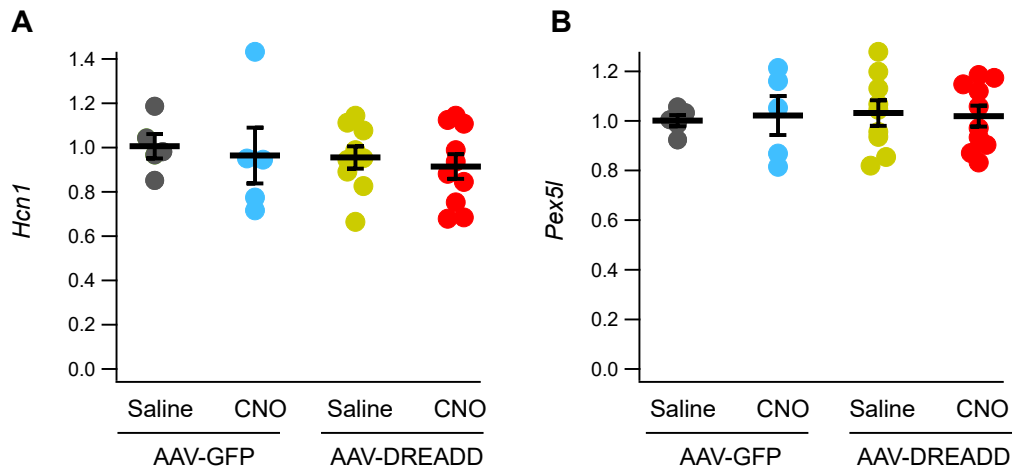 A
Hcn1
1.4
1.2
1.0
0.8
0.6
0.4
0.2
0.0
Saline CNO Saline CNO
AAV-GFP AAV-DREADD
B
Pex5l
1.2
1.0
0.8
0.6
0.4
0.2
0.0
Saline CNO Saline CNO
AAV-GFP AAV-DREADD